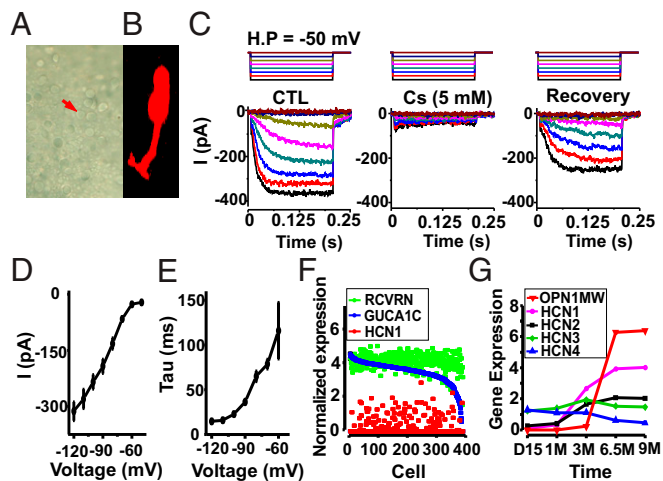 A
B
C
H.P = -50 mV
CTL
Cs (5 mM)
Recovery
I (pA)
0
-200
-400
0
0.125
0.25
Time (s)
0
-200
-400
0
0.125
0.25
Time (s)
0
-200
-400
0
0.125
0.25
Time (s)
D
I (pA)
0
-150
-300
-120
-90
-60
Voltage (mV)
E
Tau (ms)
150
100
50
0
-120
-90
-60
Voltage (mV)
F
RCVRN
GUCA1C
HCN1
Normalized expression
6
4
2
0
0
100
200
300
400
Cell
G
OPN1MW
HCN1
HCN2
HCN3
HCN4
Gene Expression
8
6
4
2
0
D15
1M
3M
6.5M
9M
Time